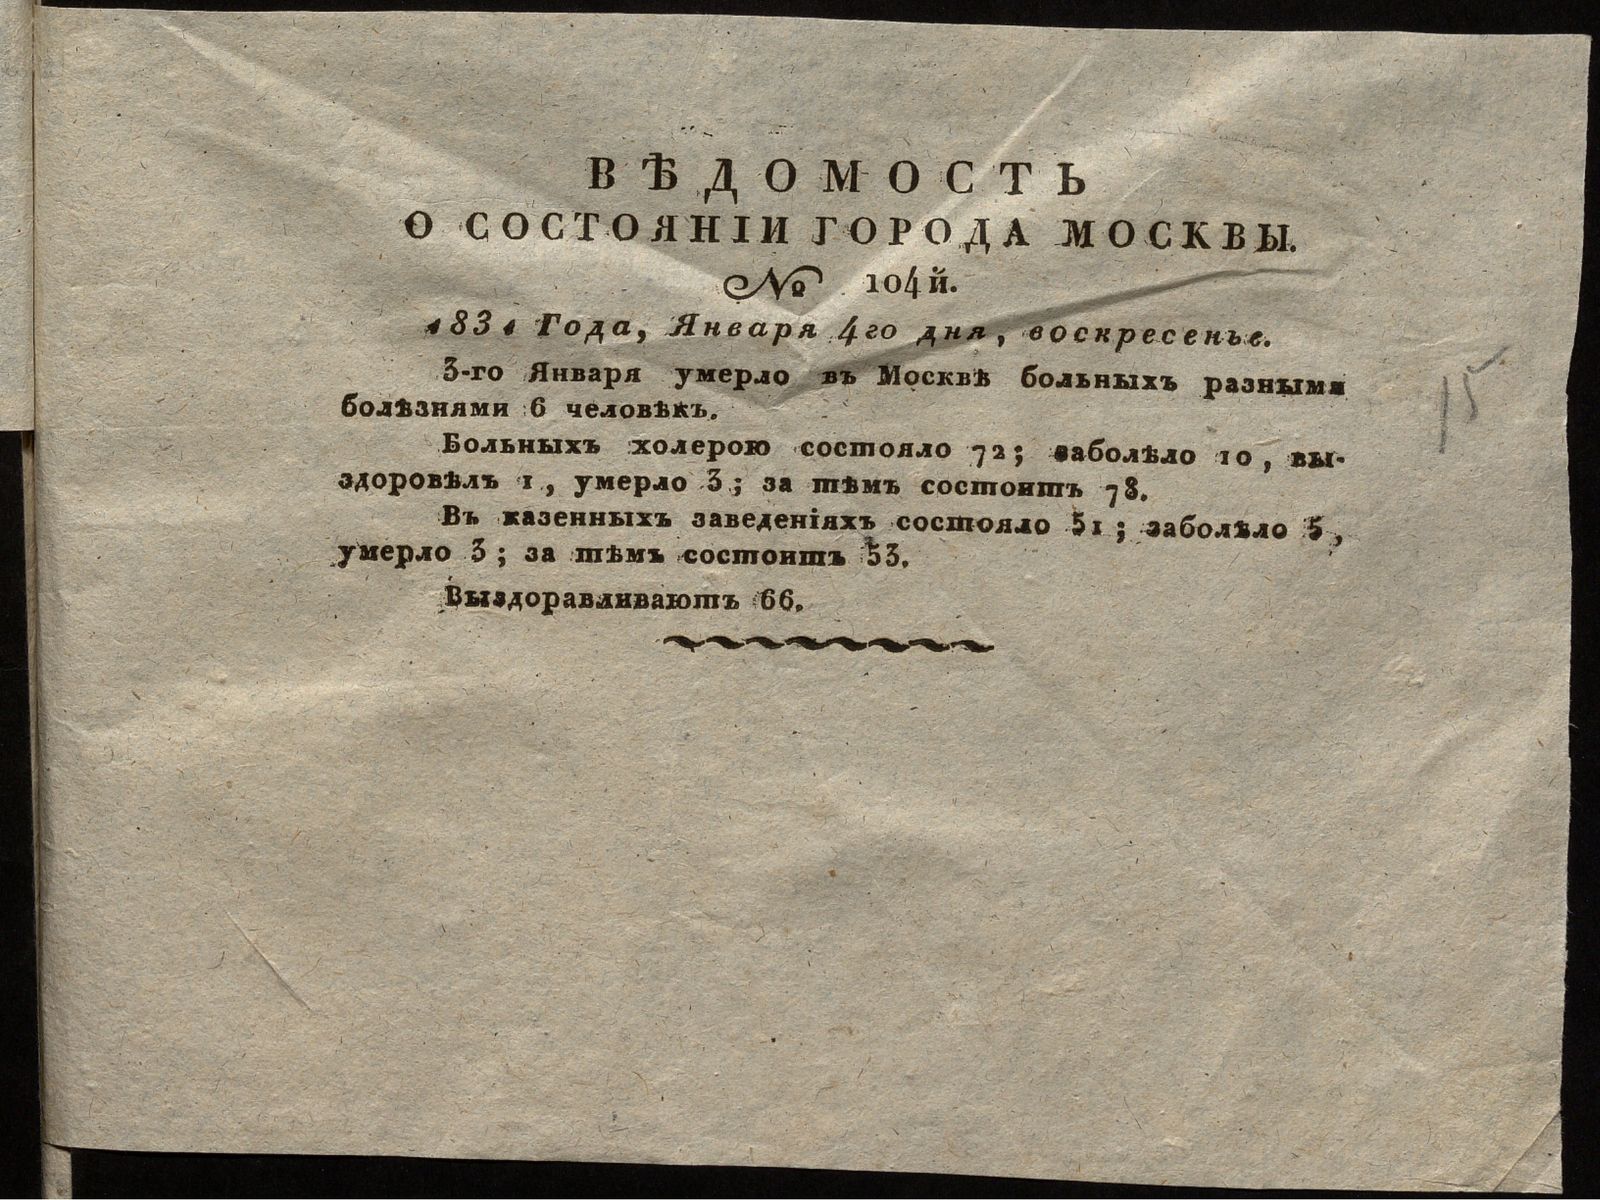 ВѢДОМОСТЬ
О СОСТОЯНІИ ГОРОДА МОСКВЫ.
№ 104й.
1831 Года, Января 4го дня, воскресенье.
3-го Января умерло въ Москвѣ больныхъ разными
болѣзнями 6 человѣкъ.
Больныхъ холерою состояло 72; заболѣло 10, вы-
здоровѣлъ 1, умерло 3; за тѣмъ состоитъ 78.
Въ казенныхъ заведеніяхъ состояло 51; заболѣло 5,
умерло 3; за тѣмъ состоитъ 53.
Выздоравливаютъ 66.
15